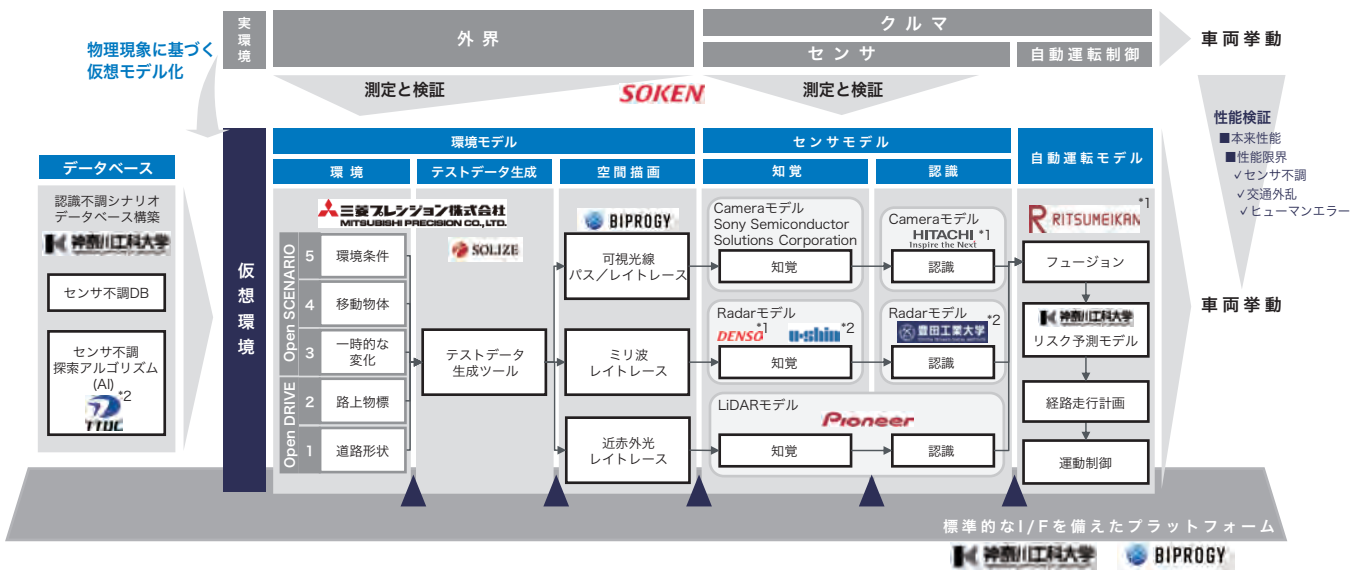 実環境
外界
クルマ
センサ
自動運転制御
車両挙動
物理現象に基づく
仮想モデル化
測定と検証
SOKEN
測定と検証
性能検証
■本来性能
■性能限界
✓センサ不調
✓交通外乱
✓ヒューマンエラー
車両挙動
データベース
認識不調シナリオ
データベース構築
神奈川工科大学
センサ不調DB
センサ不調
探索アルゴリズム
(AI)
*2
TTDC
仮想環境
環境モデル
センサモデル
自動運転モデル
環境
テストデータ生成
空間描画
知覚
認識
三菱プレシジョン株式会社
MITSUBISHI PRECISION CO., LTD.
SOLIZE
BIPROGY
Open SCENARIO
5 環境条件
4 移動物体
3 一時的な
変化
Open DRIVE
2 路上物標
1 道路形状
テストデータ
生成ツール
可視光線
パス／レイトレース
ミリ波
レイトレース
近赤外光
レイトレース
Cameraモデル
Sony Semiconductor
Solutions Corporation
知覚
Cameraモデル
HITACHI *1
Inspire the Next
認識
Radarモデル
DENSO *1
u-shin *2
知覚
Radarモデル
豊田工業大学 *2
認識
LiDARモデル
Pioneer
知覚
認識
RITSUMEIKAN *1
フュージョン
神奈川工科大学
リスク予測モデル
経路走行計画
運動制御
標準的なI/Fを備えたプラットフォーム
神奈川工科大学
BIPROGY